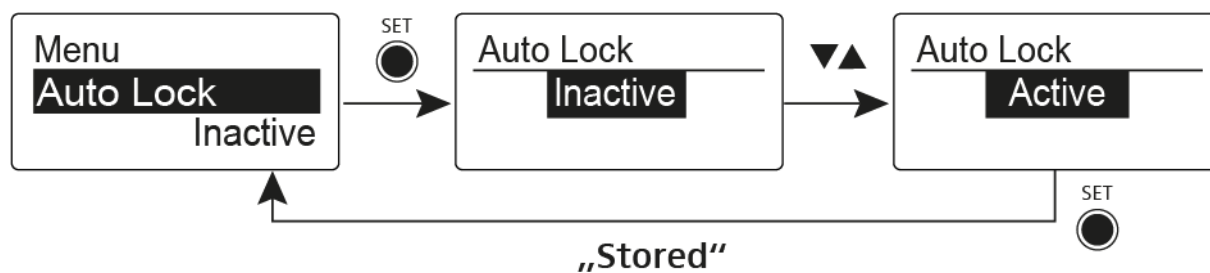 Menu
Auto Lock
Inactive
SET
Auto Lock
Inactive
▼▲
Auto Lock
Active
SET
„Stored“